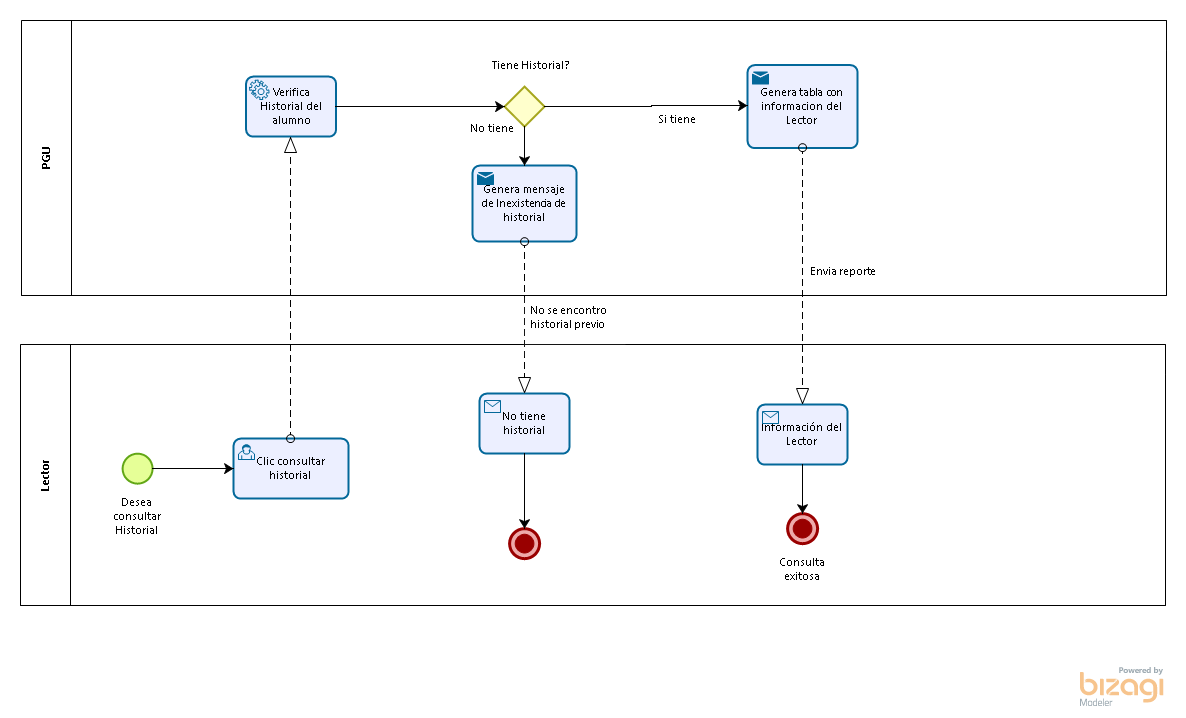 PGU
Tiene Historial?
Verifica
Historial del
alumno
No tiene
Si tiene
Genera tabla con
informacion del
Lector
Genera mensaje
de Inexistencia de
historial
Envia reporte
No se encontro
historial previo
Lector
Desea
consultar
Historial
Clic consultar
historial
No tiene
historial
Información del
Lector
Consulta
exitosa
Powered by
bizagi
Modeler